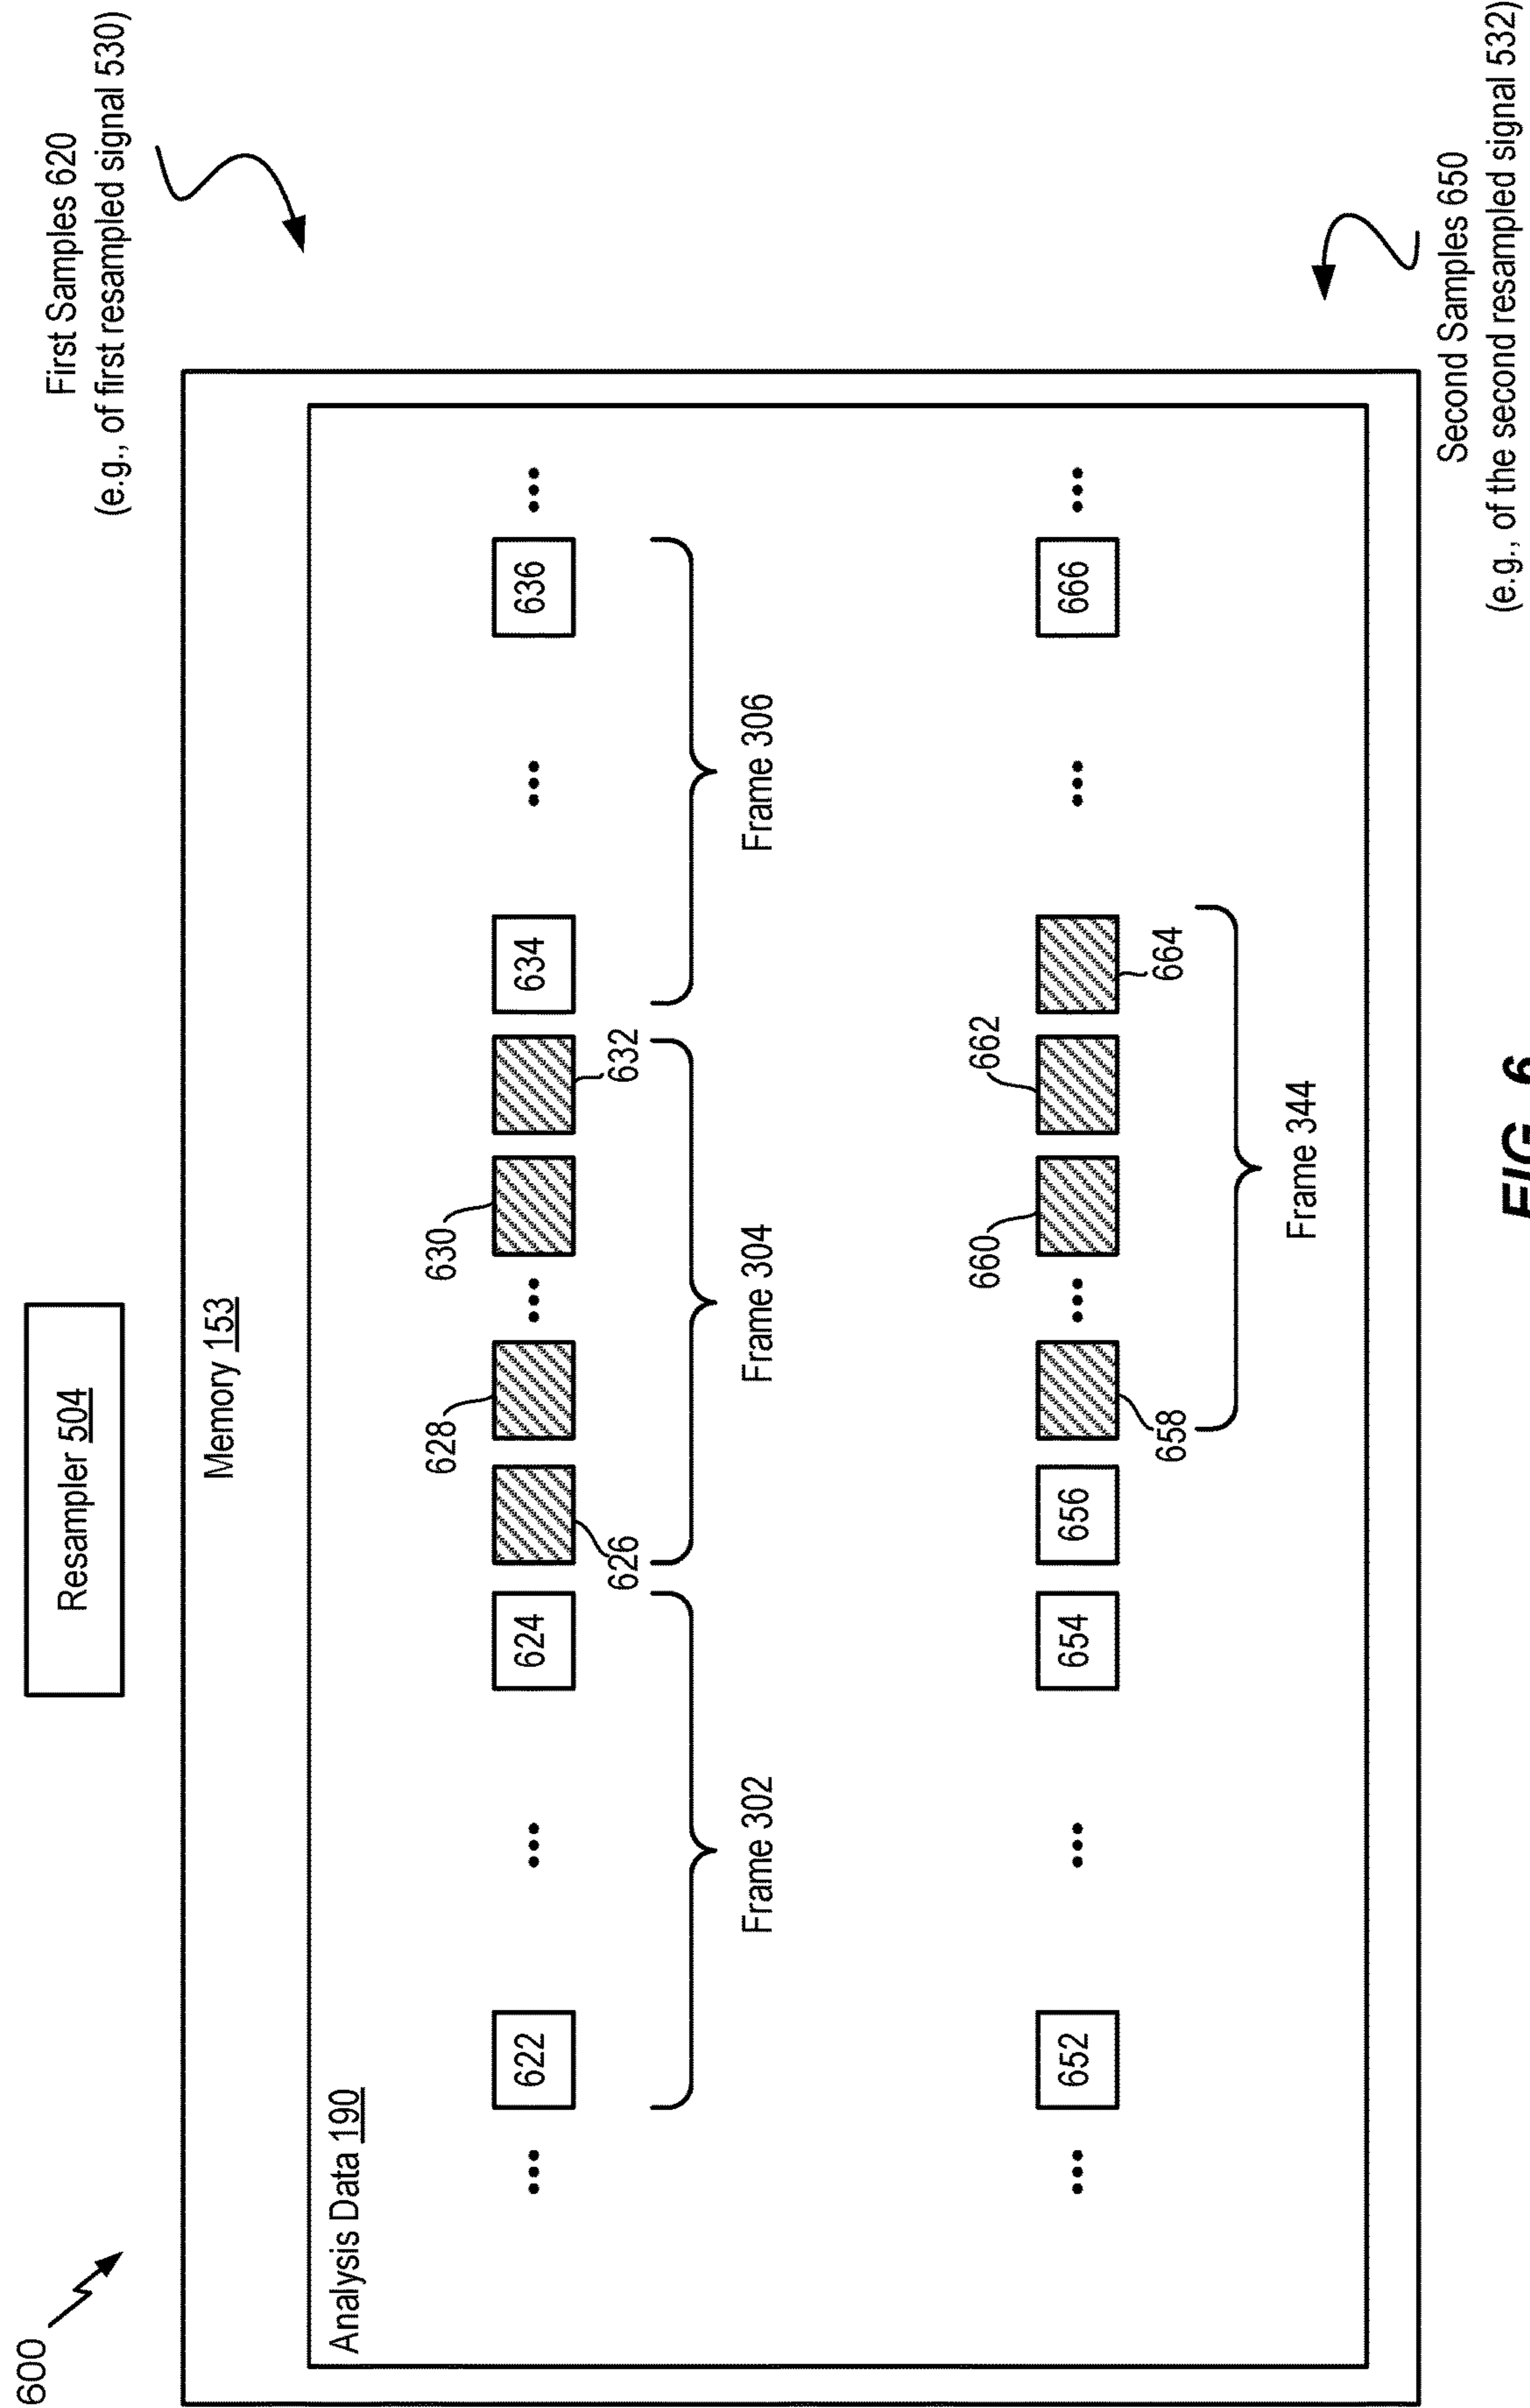 600
Resampler 504
First Samples 620
(e.g., of first resampled signal 530)
Memory 153
Analysis Data 190
628
630
622
624
634
636
626
632
Frame 302
Frame 304
Frame 306
660
662
652
654
656
666
658
664
Frame 344
Second Samples 650
(e.g., of the second resampled signal 532)
FIG. 6